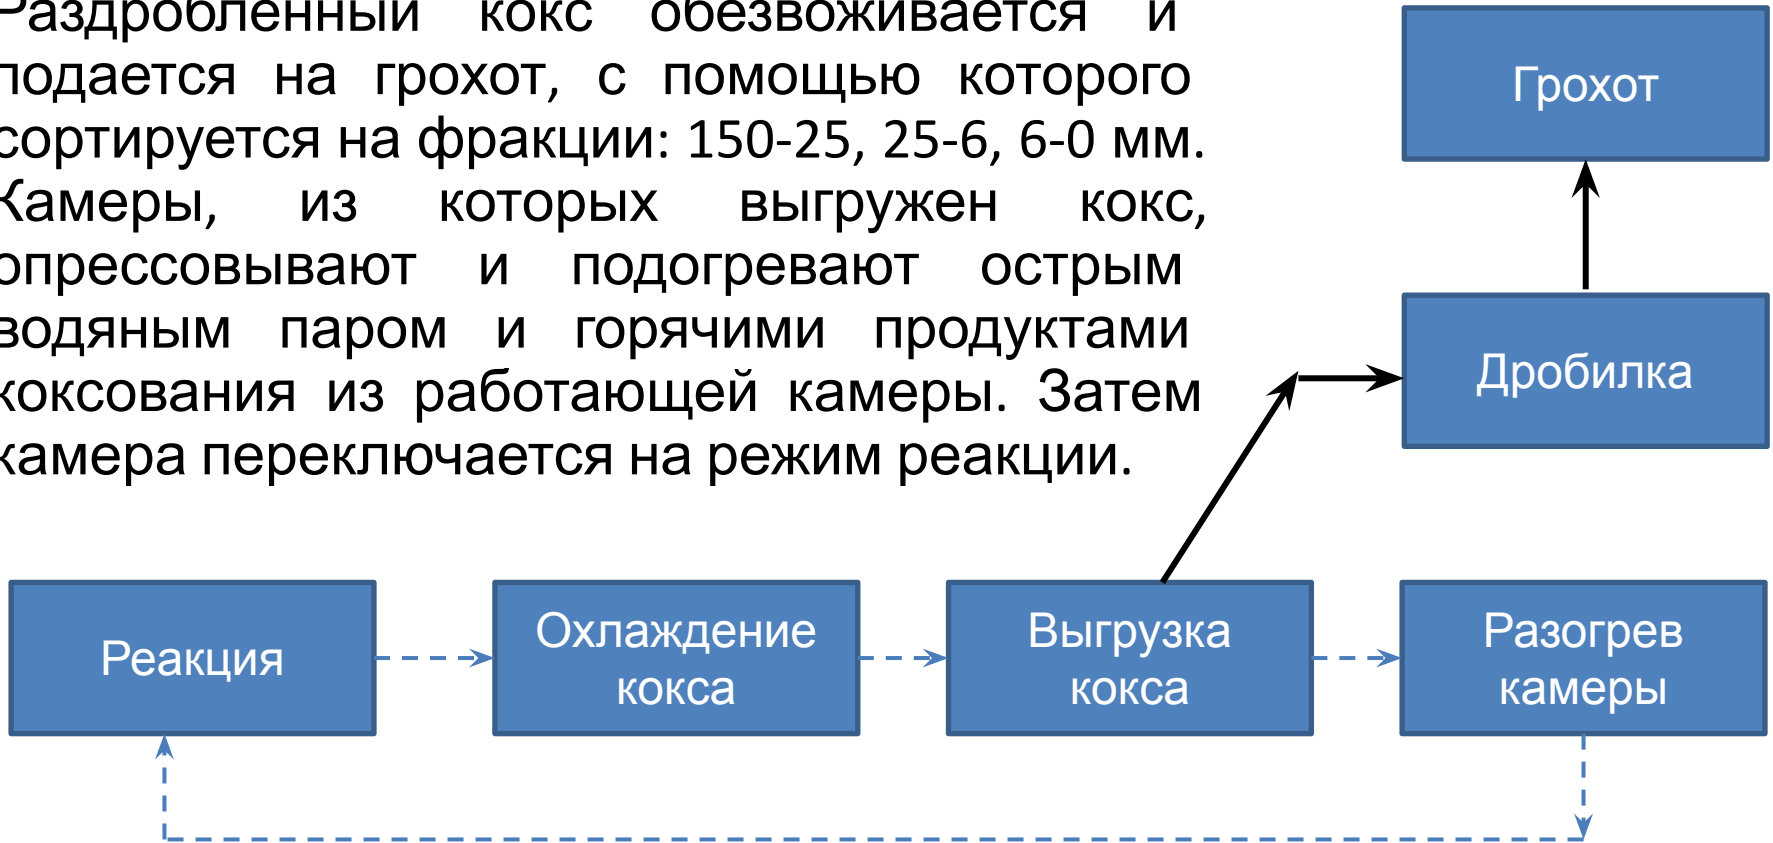 Раздробленный кокс обезвоживается и
подается на грохот, с помощью которого
сортируется на фракции: 150-25, 25-6, 6-0 мм.
Камеры, из которых выгружен кокс,
опрессовывают и подогревают острым
водяным паром и горячими продуктами
коксования из работающей камеры. Затем
камера переключается на режим реакции.
Грохот
Дробилка
Реакция
Охлаждение
кокса
Выгрузка
кокса
Разогрев
камеры